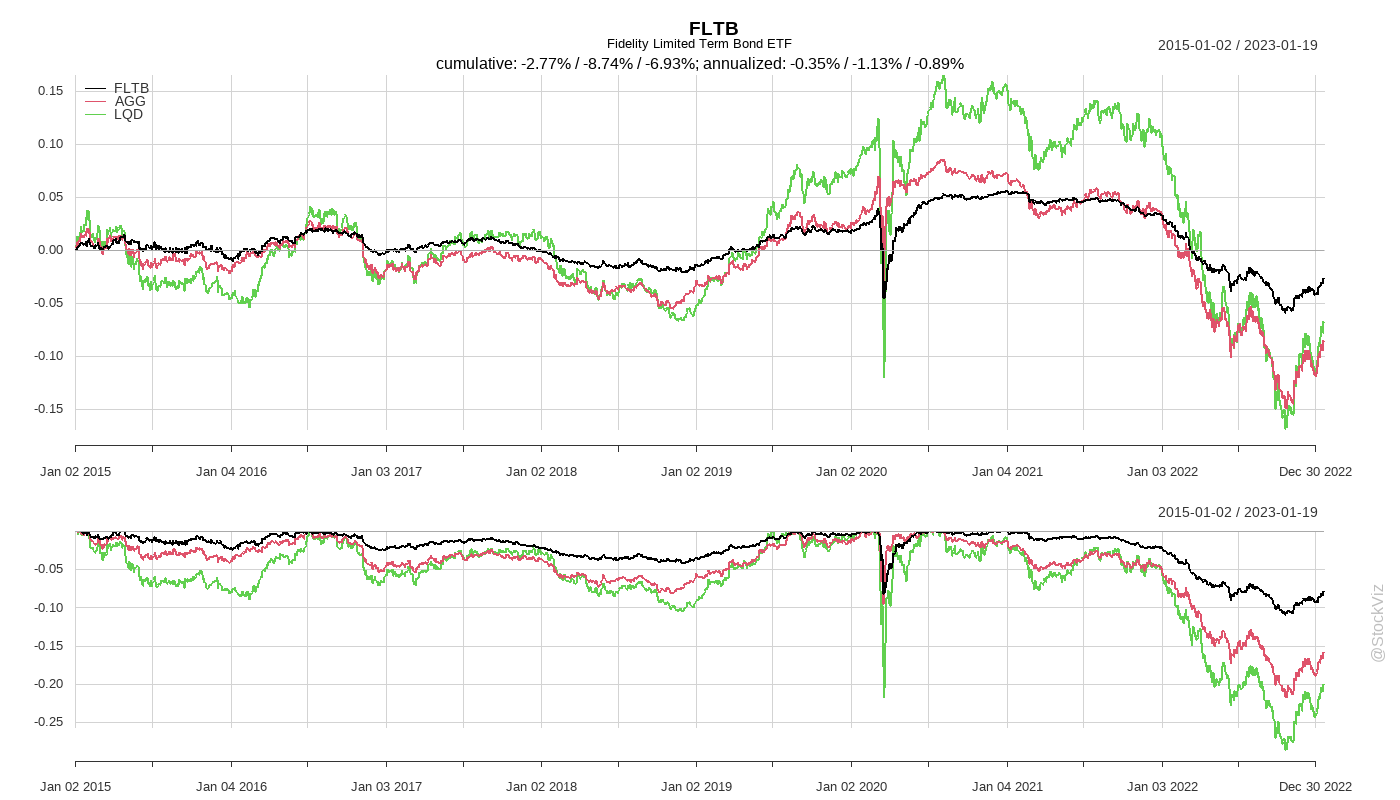 FLTB
Fidelity Limited Term Bond ETF
2015-01-02 / 2023-01-19
cumulative: -2.77% / -8.74% / -6.93%; annualized: -0.35% / -1.13% / -0.89%
FLTB
AGG
LQD
0.15
0.10
0.05
0.00
-0.05
-0.10
-0.15
Jan 02 2015 Jan 04 2016 Jan 03 2017 Jan 02 2018 Jan 02 2019 Jan 02 2020 Jan 04 2021 Jan 03 2022 Dec 30 2022
2015-01-02 / 2023-01-19
-0.05
-0.10
-0.15
-0.20
-0.25
Jan 02 2015 Jan 04 2016 Jan 03 2017 Jan 02 2018 Jan 02 2019 Jan 02 2020 Jan 04 2021 Jan 03 2022 Dec 30 2022
@StockViz